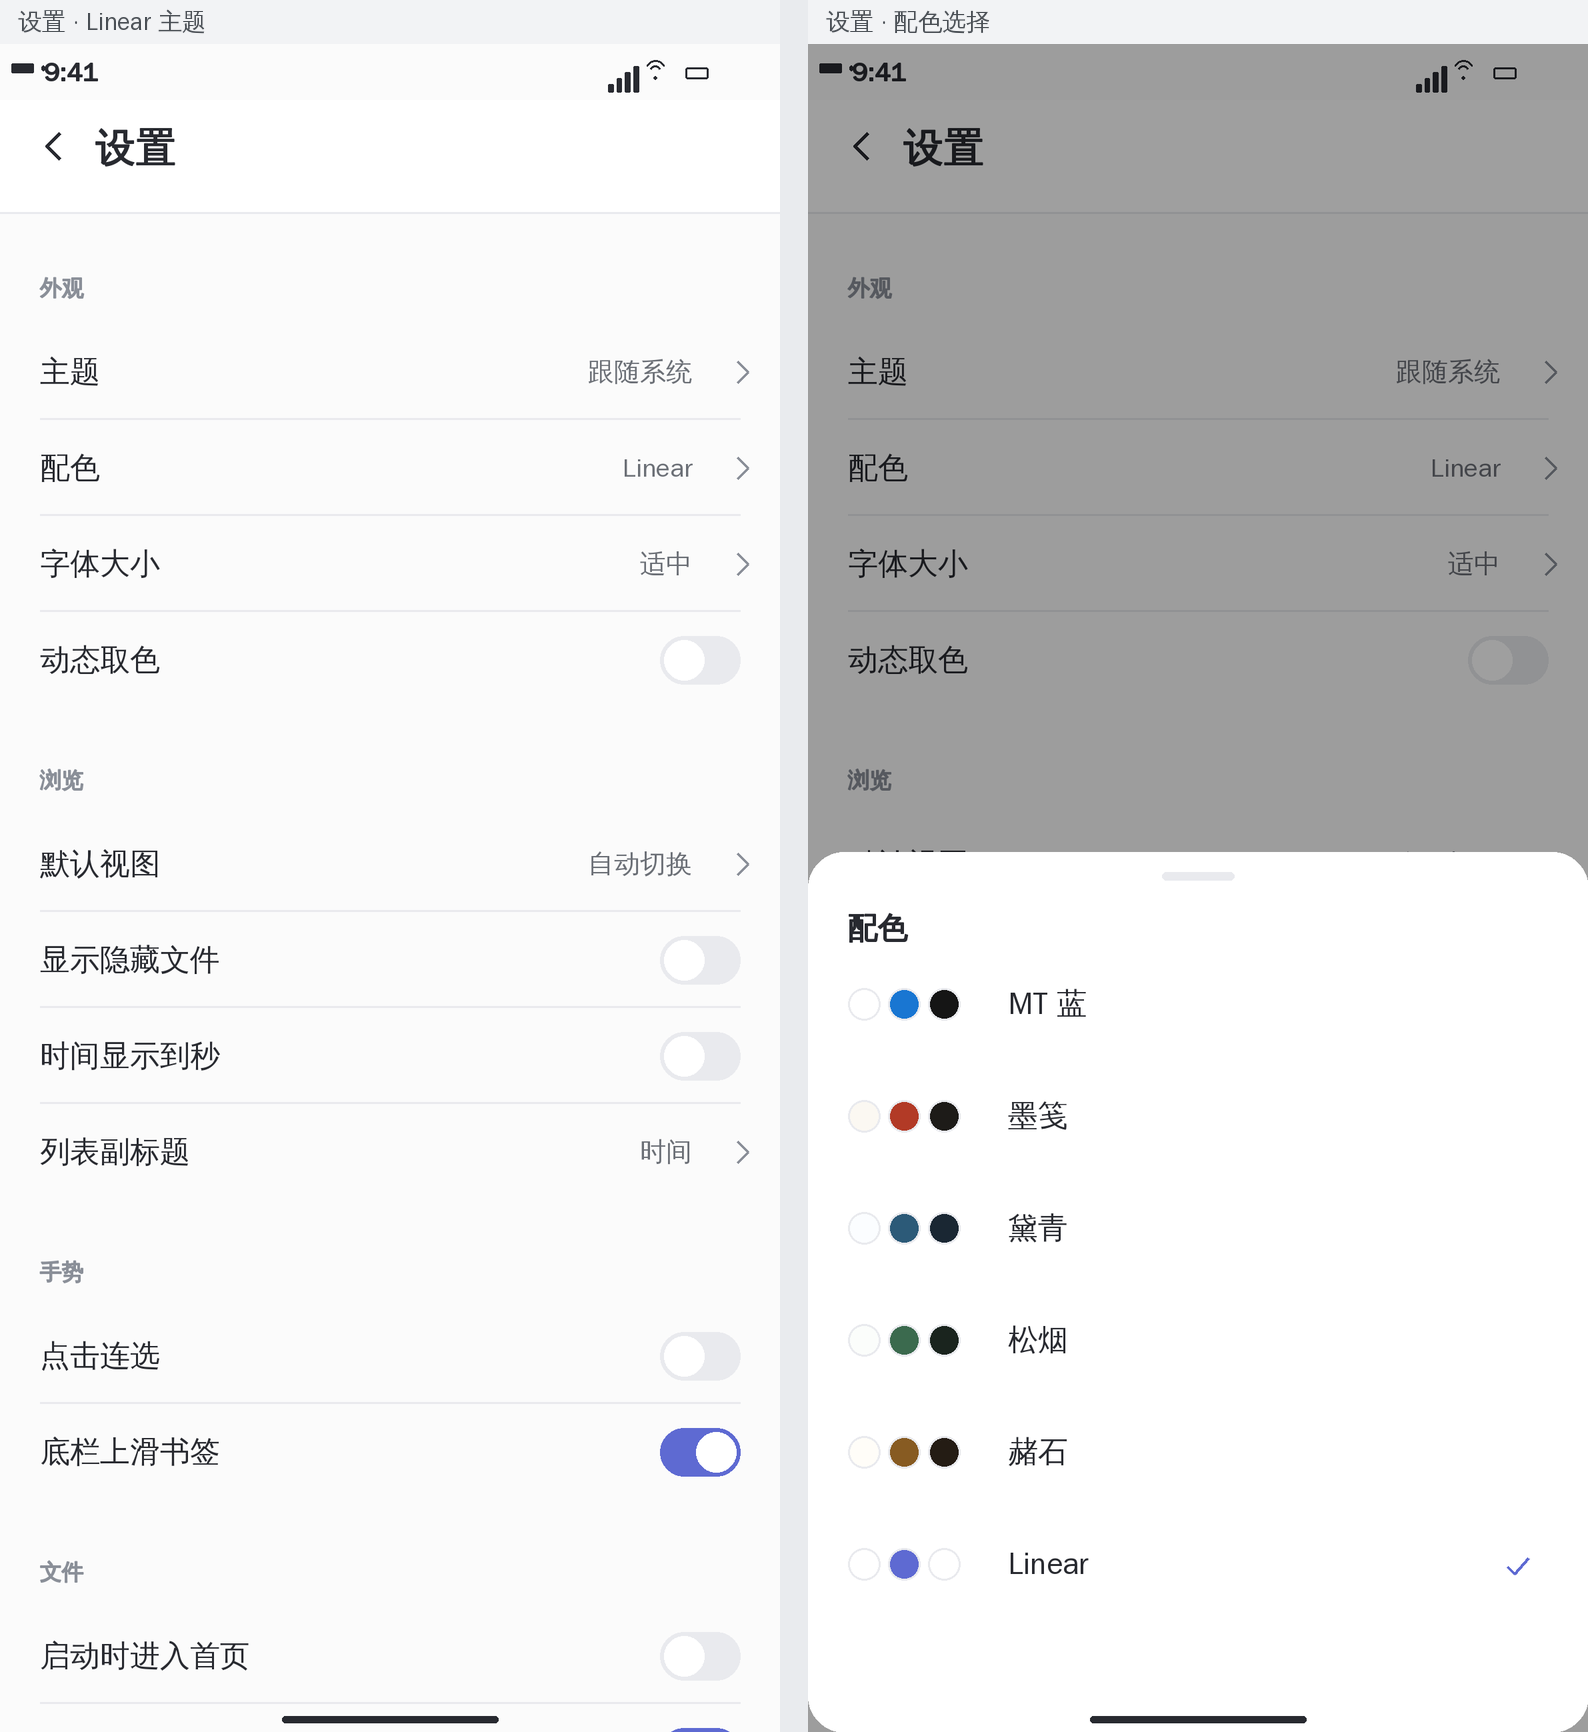 设置 · Linear 主题
9:41
设置
外观
主题 跟随系统
配色 Linear
字体大小 适中
动态取色
浏览
默认视图 自动切换
显示隐藏文件
时间显示到秒
列表副标题 时间
手势
点击连选
底栏上滑书签
文件
启动时进入首页
设置 · 配色选择
9:41
设置
外观
主题 跟随系统
配色 Linear
字体大小 适中
动态取色
浏览
配色
MT 蓝
墨笺
黛青
松烟
赭石
Linear